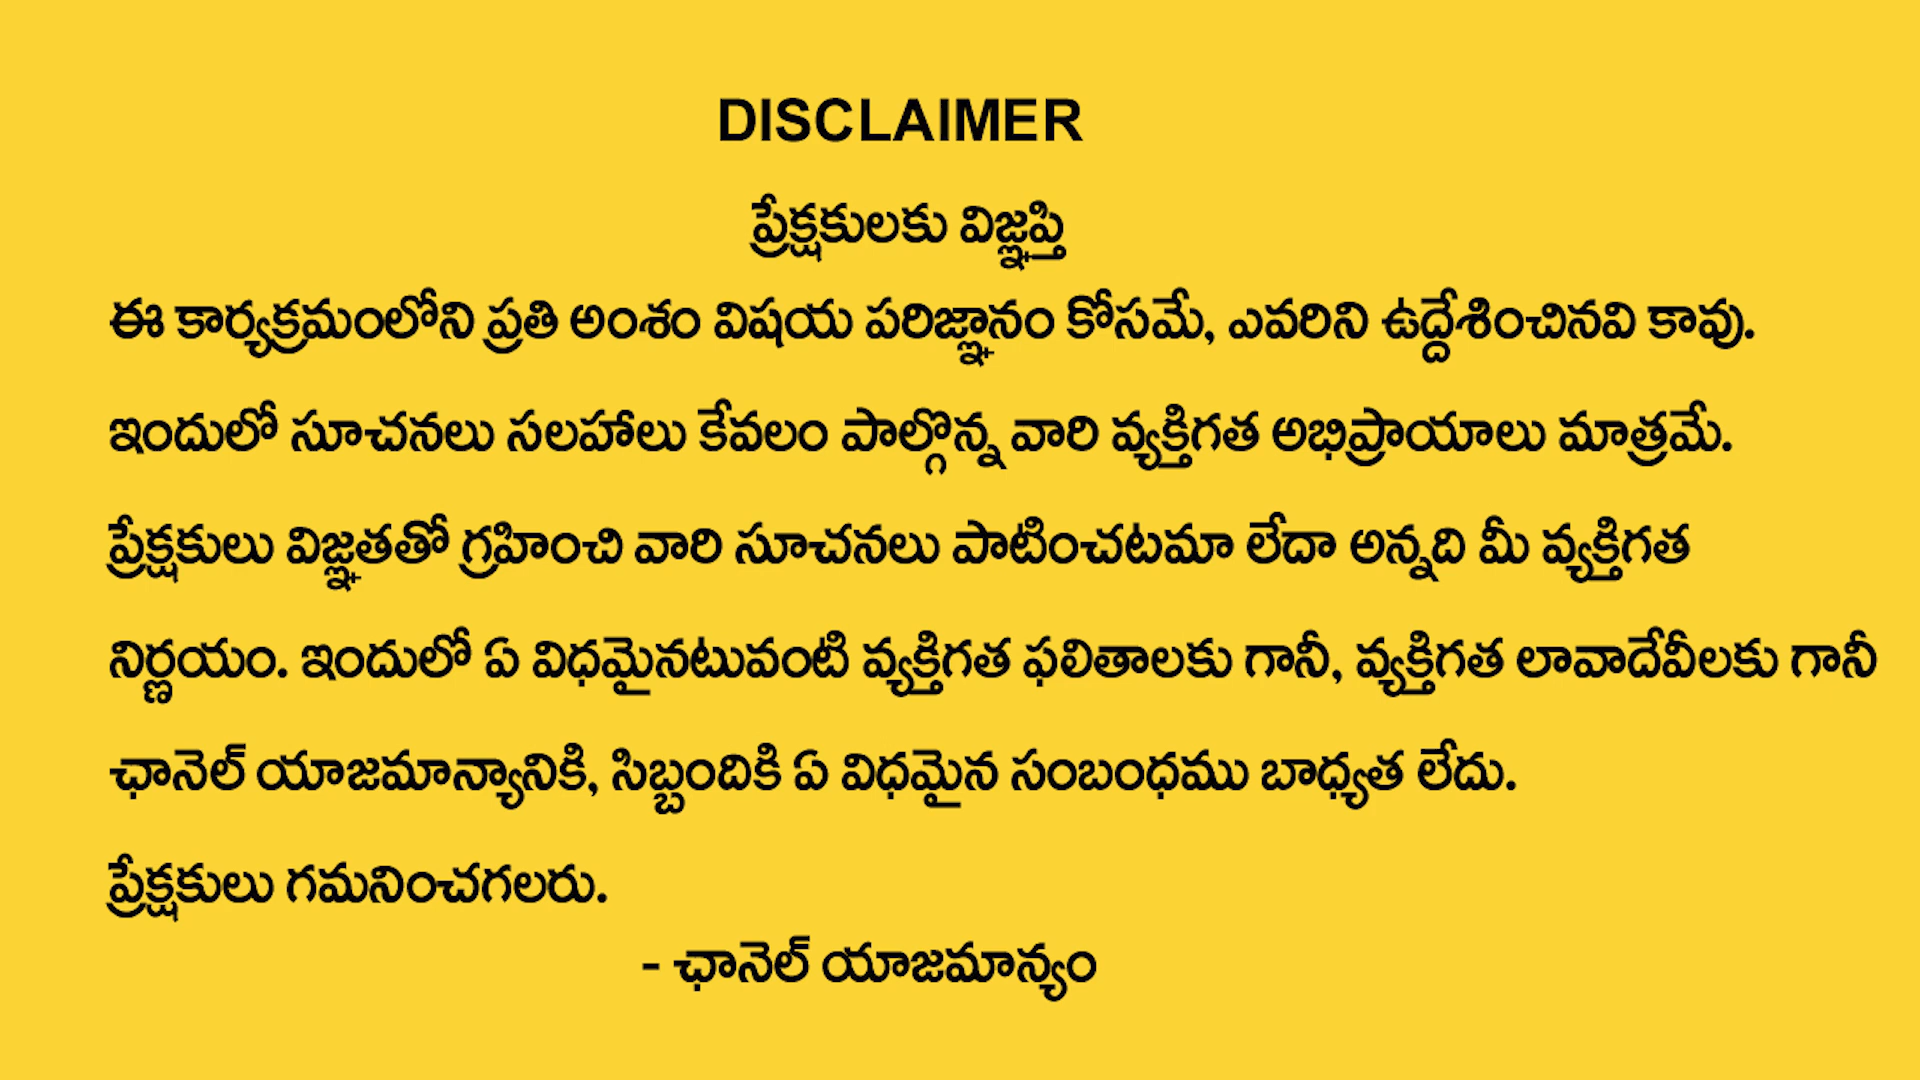 DISCLAIMER
ప్రేక్షకులకు విజ్ఞప్తి
ఈ కార్యక్రమంలోని ప్రతి అంశం విషయ పరిజ్ఞానం కోసమే, ఎవరిని ఉద్దేశించినవి కావు.
ఇందులో సూచనలు సలహాలు కేవలం పాల్గొన్న వారి వ్యక్తిగత అభిప్రాయాలు మాత్రమే.
ప్రేక్షకులు విజ్ఞతతో గ్రహించి వారి సూచనలు పాటించటమా లేదా అన్నది మీ వ్యక్తిగత
నిర్ణయం. ఇందులో ఏ విధమైనటువంటి వ్యక్తిగత ఫలితాలకు గానీ, వ్యక్తిగత లావాదేవీలకు గానీ
ఛానెల్ యాజమాన్యానికి, సిబ్బందికి ఏ విధమైన సంబంధము బాధ్యత లేదు.
ప్రేక్షకులు గమనించగలరు.
- ఛానెల్ యాజమాన్యం